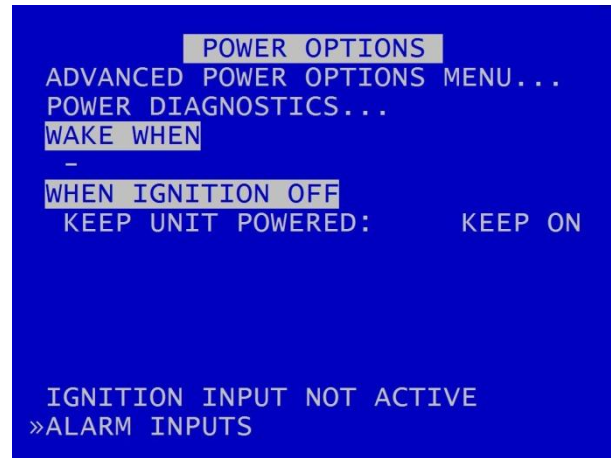 POWER OPTIONS
ADVANCED POWER OPTIONS MENU...
POWER DIAGNOSTICS...
WAKE WHEN
-
WHEN IGNITION OFF
KEEP UNIT POWERED: KEEP ON
IGNITION INPUT NOT ACTIVE
»ALARM INPUTS